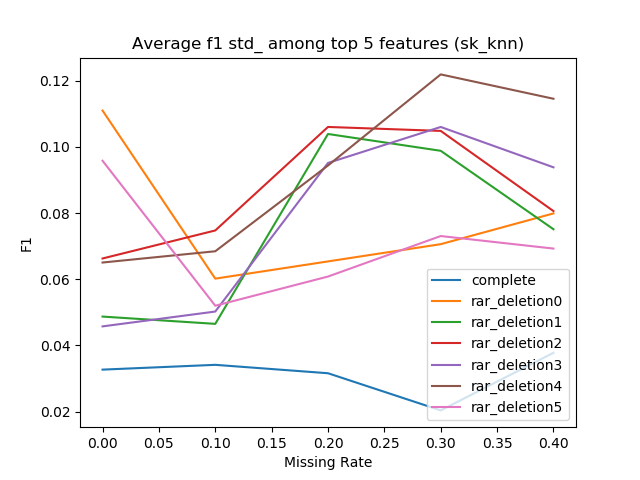 Average f1 std_ among top 5 features (sk_knn)
F1
0.12
0.10
0.08
0.06
0.04
0.02
complete
rar_deletion0
rar_deletion1
rar_deletion2
rar_deletion3
rar_deletion4
rar_deletion5
0.00 0.05 0.10 0.15 0.20 0.25 0.30 0.35 0.40
Missing Rate